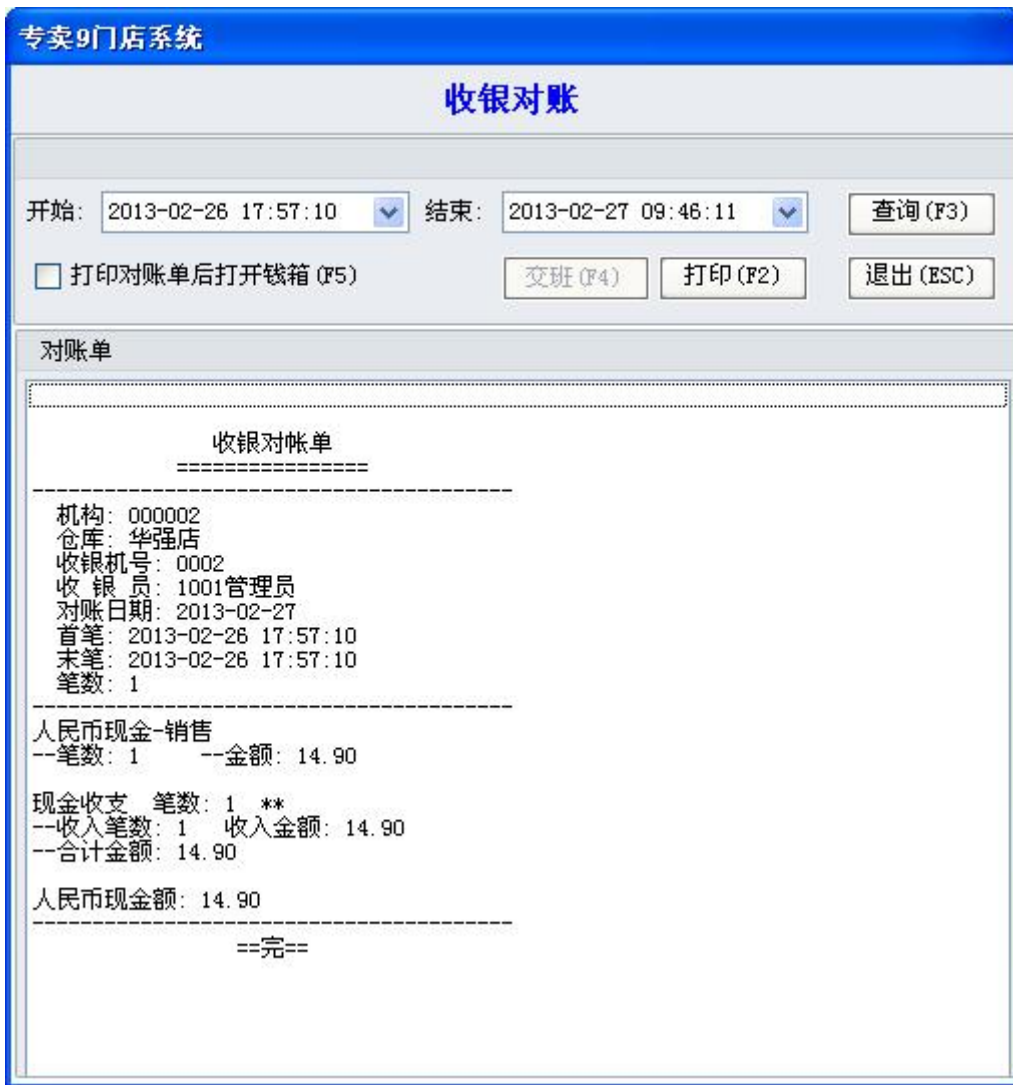 专卖9门店系统
收银对账
开始: 2013-02-26 17:57:10 结束: 2013-02-27 09:46:11 查询(F3)
打印对账单后打开钱箱(F5) 交班(F4) 打印(F2) 退出(ESC)
对账单
收银对帐单
================
----------------------------------------
机构: 000002
仓库: 华强店
收银机号: 0002
收 银 员: 1001管理员
对账日期: 2013-02-27
首笔: 2013-02-26 17:57:10
末笔: 2013-02-26 17:57:10
笔数: 1
----------------------------------------
人民币现金-销售
--笔数: 1 --金额: 14.90
现金收支 笔数: 1 **
--收入笔数: 1 收入金额: 14.90
--合计金额: 14.90
人民币现金额: 14.90
----------------------------------------
==完==